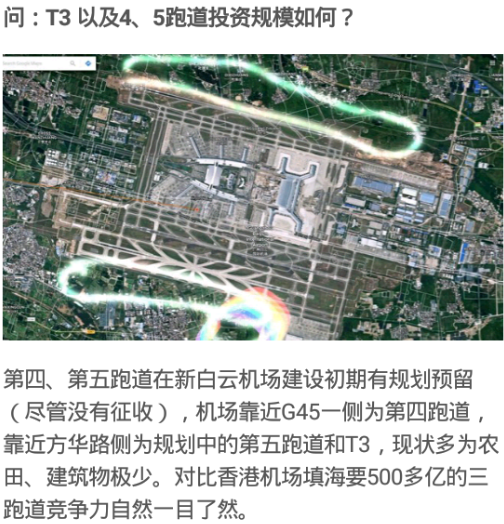 问：T3 以及4、5跑道投资规模如何？
第四、第五跑道在新白云机场建设初期有规划预留
（尽管没有征收），机场靠近G45一侧为第四跑道，
靠近方华路侧为规划中的第五跑道和T3，现状多为农
田、建筑物极少。对比香港机场填海要500多亿的三
跑道竞争力自然一目了然。